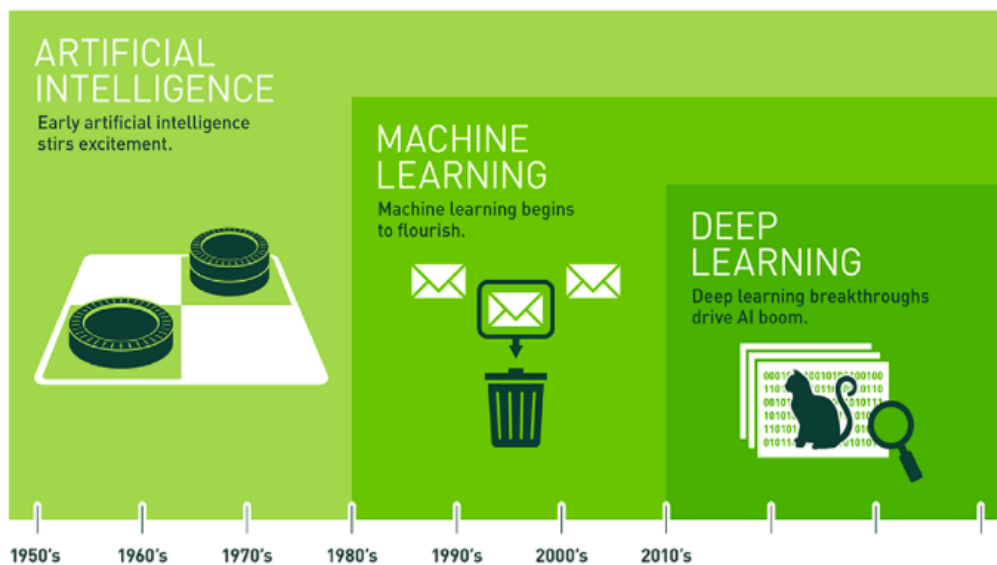 ARTIFICIAL
INTELLIGENCE
Early artificial intelligence
stirs excitement.
MACHINE
LEARNING
Machine learning begins
to flourish.
DEEP
LEARNING
Deep learning breakthroughs
drive AI boom.
1950's
1960's
1970's
1980's
1990's
2000's
2010's